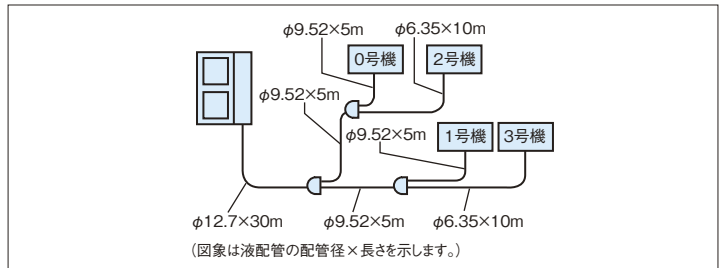 φ9.52×5m
φ6.35×10m
0号機
2号機
φ9.52×5m
φ9.52×5m
1号機
3号機
φ12.7×30m
φ9.52×5m
φ6.35×10m
(図象は液配管の配管径×長さを示します。)